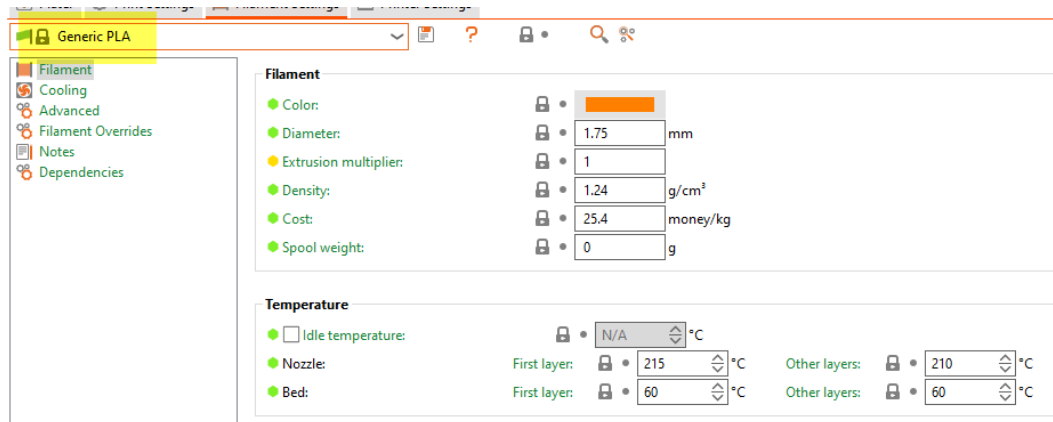 Generic PLA
Filament
Cooling
Advanced
Filament Overrides
Notes
Dependencies
Filament
Color:
Diameter: 1.75 mm
Extrusion multiplier: 1
Density: 1.24 g/cm³
Cost: 25.4 money/kg
Spool weight: 0 g
Temperature
Idle temperature: N/A °C
Nozzle: First layer: 215 °C Other layers: 210 °C
Bed: First layer: 60 °C Other layers: 60 °C